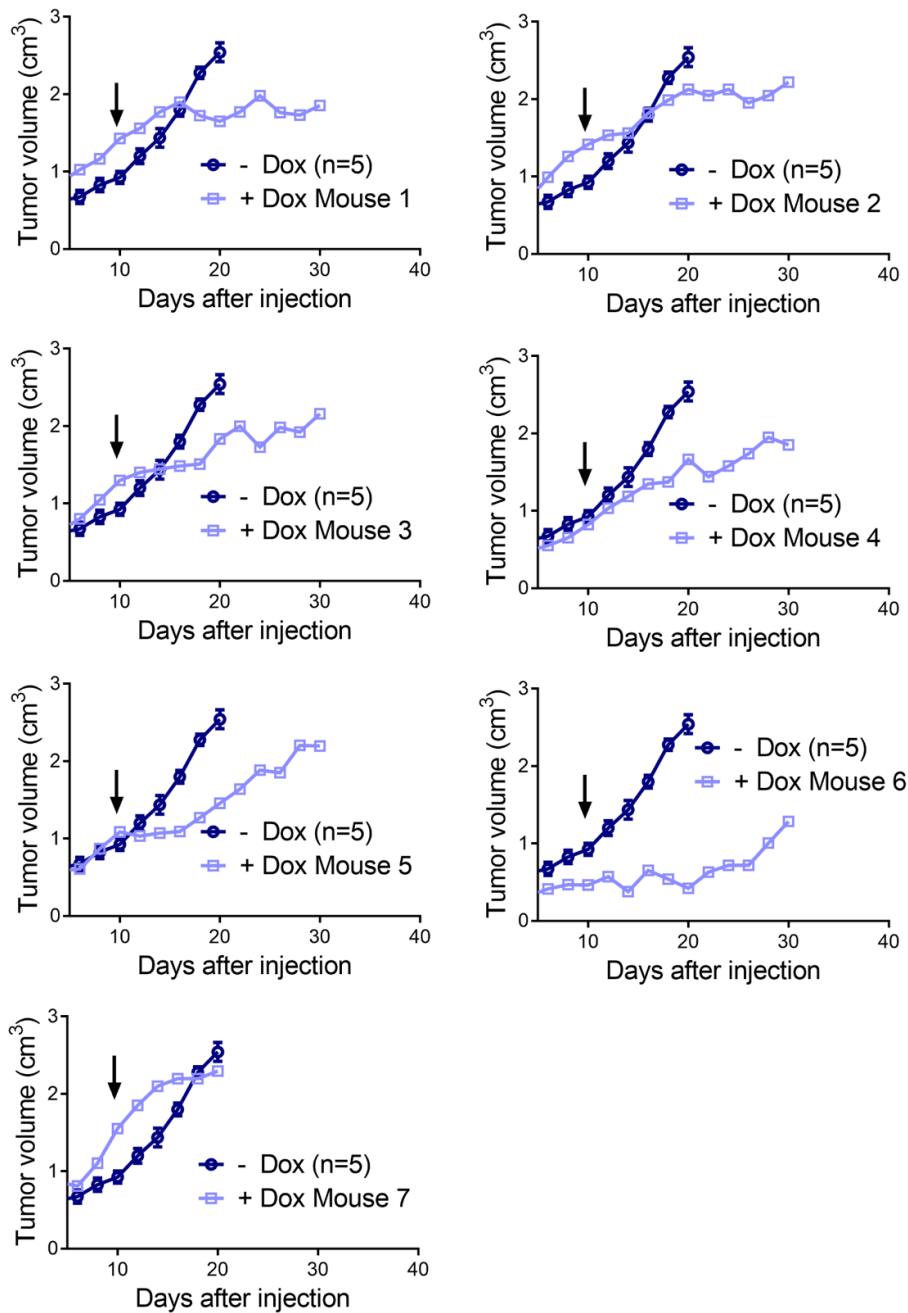 Tumor volume (cm³)
3
2
1
0
10
20
30
40
Days after injection
- Dox (n=5)
+ Dox Mouse 1
Tumor volume (cm³)
3
2
1
0
10
20
30
40
Days after injection
- Dox (n=5)
+ Dox Mouse 2
Tumor volume (cm³)
3
2
1
0
10
20
30
40
Days after injection
- Dox (n=5)
+ Dox Mouse 3
Tumor volume (cm³)
3
2
1
0
10
20
30
40
Days after injection
- Dox (n=5)
+ Dox Mouse 4
Tumor volume (cm³)
3
2
1
0
10
20
30
40
Days after injection
- Dox (n=5)
+ Dox Mouse 5
Tumor volume (cm³)
3
2
1
0
10
20
30
40
Days after injection
- Dox (n=5)
+ Dox Mouse 6
Tumor volume (cm³)
3
2
1
0
10
20
30
40
Days after injection
- Dox (n=5)
+ Dox Mouse 7